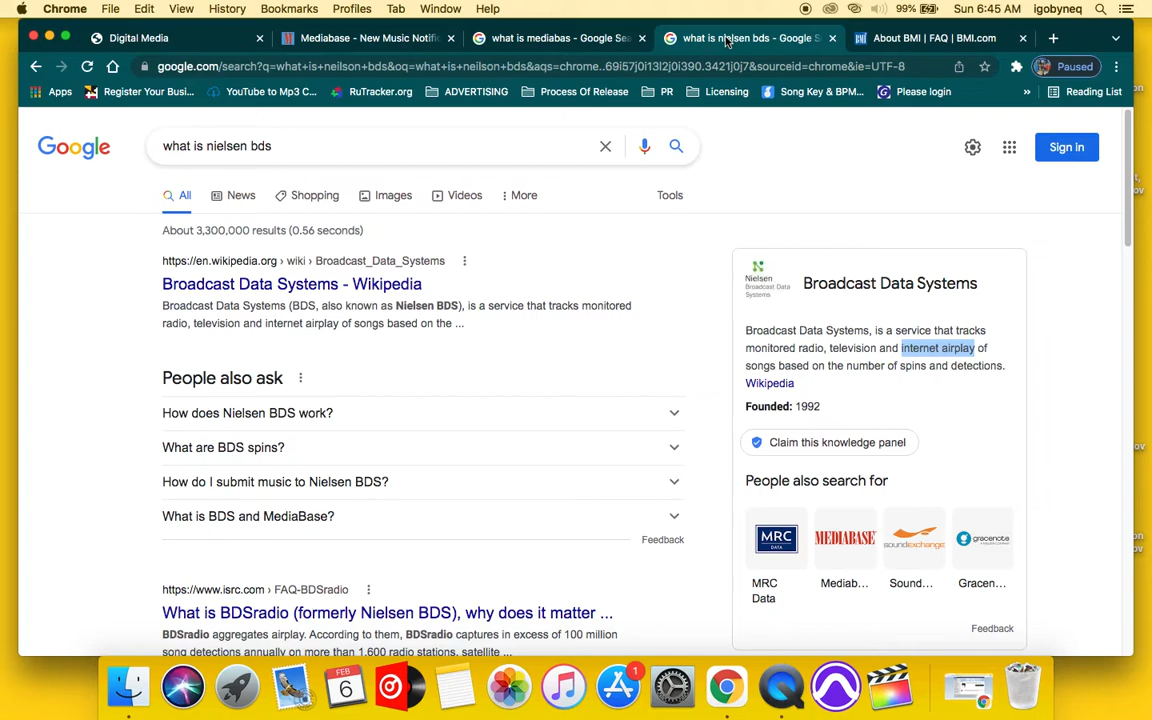 Chrome File Edit View History Bookmarks Profiles Tab Window Help 99% Sun 6:45 AM igobyneq
Digital Media
Mediabase - New Music Notific
what is mediabas - Google Sea
what is nielsen bds - Google S
About BMI | FAQ | BMI.com
google.com/search?q=what+is+neilson+bds&oq=what+is+neilson+bds&aqs=chrome..69i57j0i13l2j0i390.3421j0j7&sourceid=chrome&ie=UTF-8
Paused
Apps Register Your Busi... YouTube to Mp3 C... RuTracker.org ADVERTISING Process Of Release PR Licensing Song Key & BPM... Please login » Reading List
Google
what is nielsen bds
Sign in
All News Shopping Images Videos More Tools
About 3,300,000 results (0.56 seconds)
https://en.wikipedia.org › wiki › Broadcast_Data_Systems
Broadcast Data Systems - Wikipedia
Broadcast Data Systems (BDS, also known as Nielsen BDS), is a service that tracks monitored
radio, television and internet airplay of songs based on the ...
People also ask
How does Nielsen BDS work?
What are BDS spins?
How do I submit music to Nielsen BDS?
What is BDS and MediaBase?
Feedback
https://www.isrc.com › FAQ-BDSradio
What is BDSradio (formerly Nielsen BDS), why does it matter ...
BDSradio aggregates airplay. According to them, BDSradio captures in excess of 100 million
song detections annually on more than 1,600 radio stations, satellite ...
Nielsen
Broadcast Data
Systems
Broadcast Data Systems
Broadcast Data Systems, is a service that tracks
monitored radio, television and internet airplay of
songs based on the number of spins and detections.
Wikipedia
Founded: 1992
Claim this knowledge panel
People also search for
MRC
DATA
MEDIABASE
soundexchange
gracenote
MRC
Data
Mediab...
Sound...
Gracen...
Feedback
FEB
6
1